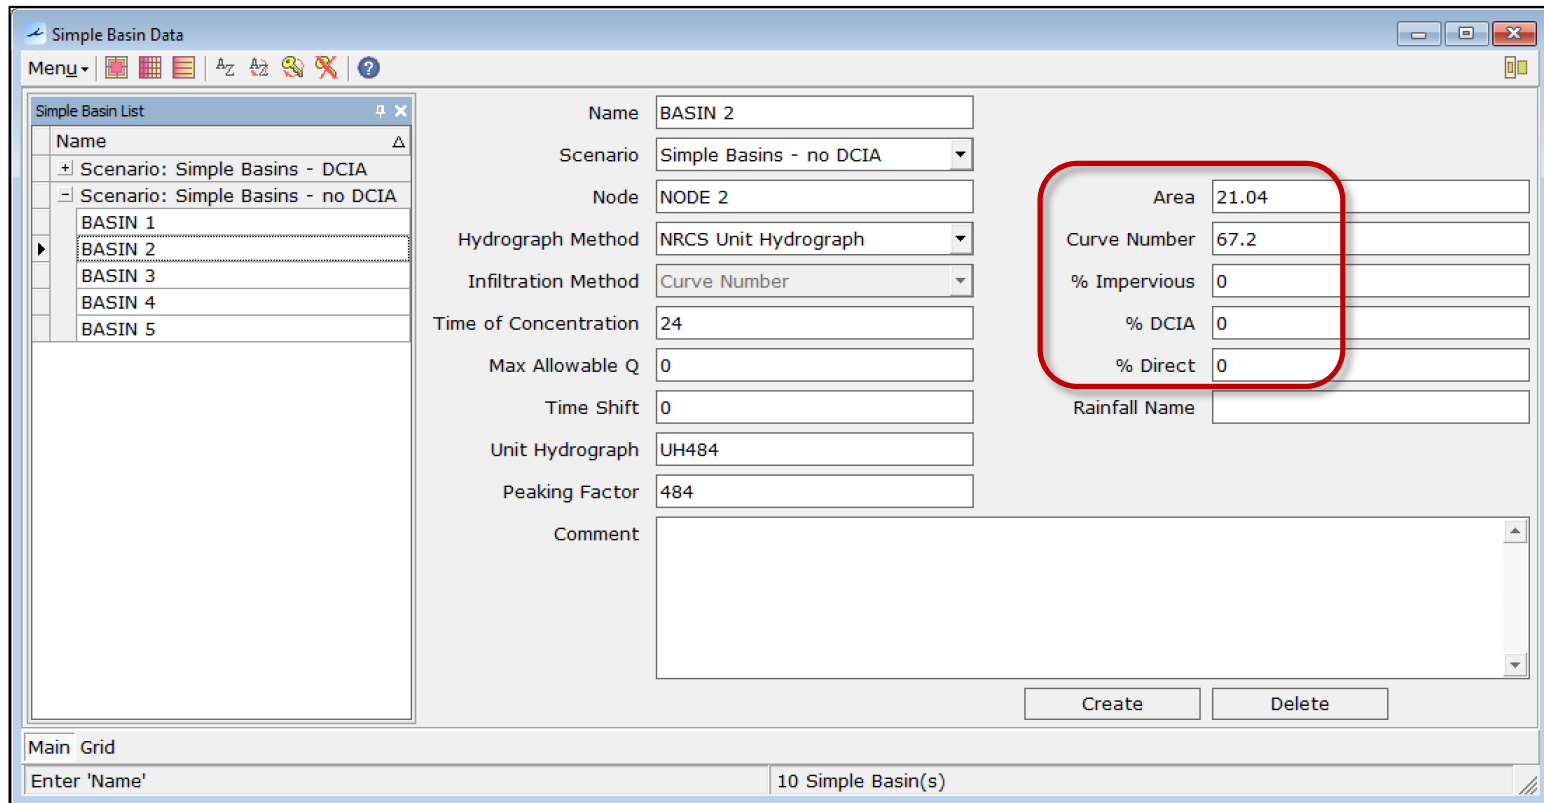 Simple Basin Data
Menu
Simple Basin List
Name
Scenario: Simple Basins - DCIA
Scenario: Simple Basins - no DCIA
BASIN 1
BASIN 2
BASIN 3
BASIN 4
BASIN 5
Name BASIN 2
Scenario Simple Basins - no DCIA
Node NODE 2
Hydrograph Method NRCS Unit Hydrograph
Infiltration Method Curve Number
Time of Concentration 24
Max Allowable Q 0
Time Shift 0
Unit Hydrograph UH484
Peaking Factor 484
Comment
Area 21.04
Curve Number 67.2
% Impervious 0
% DCIA 0
% Direct 0
Rainfall Name
Create Delete
Main Grid
Enter 'Name' 10 Simple Basin(s)